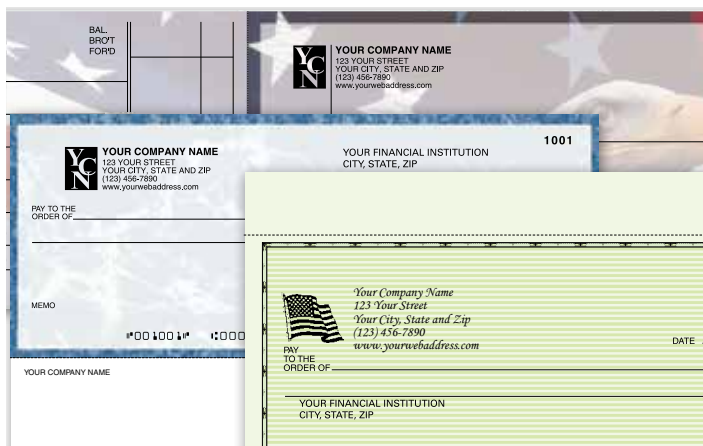 BAL.
BRO'T
FOR'D
YCN
YOUR COMPANY NAME
123 YOUR STREET
YOUR CITY, STATE AND ZIP
(123) 456-7890
www.yourwebaddress.com
1001
YCN
YOUR COMPANY NAME
123 YOUR STREET
YOUR CITY, STATE AND ZIP
(123) 456-7890
www.yourwebaddress.com
YOUR FINANCIAL INSTITUTION
CITY, STATE, ZIP
PAY TO THE
ORDER OF
MEMO
⑈001001⑈ ⑆000
YOUR COMPANY NAME
Your Company Name
123 Your Street
Your City, State and Zip
(123) 456-7890
www.yourwebaddress.com
DATE
PAY
TO THE
ORDER OF
YOUR FINANCIAL INSTITUTION
CITY, STATE, ZIP